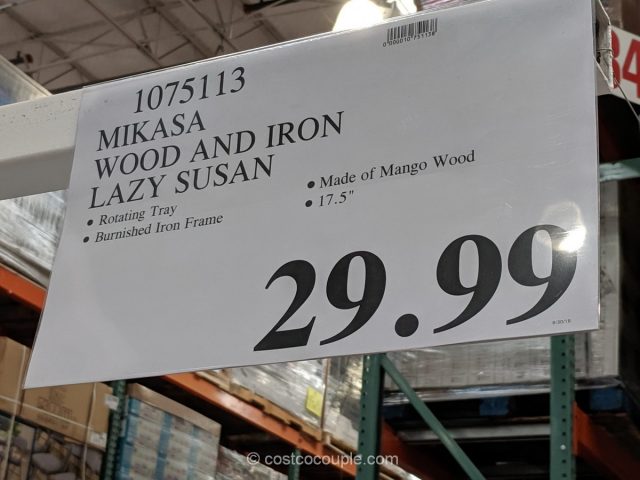 1075113
MIKASA
WOOD AND IRON
LAZY SUSAN
• Rotating Tray
• Burnished Iron Frame
• Made of Mango Wood
• 17.5"
29.99
© costcocouple.com